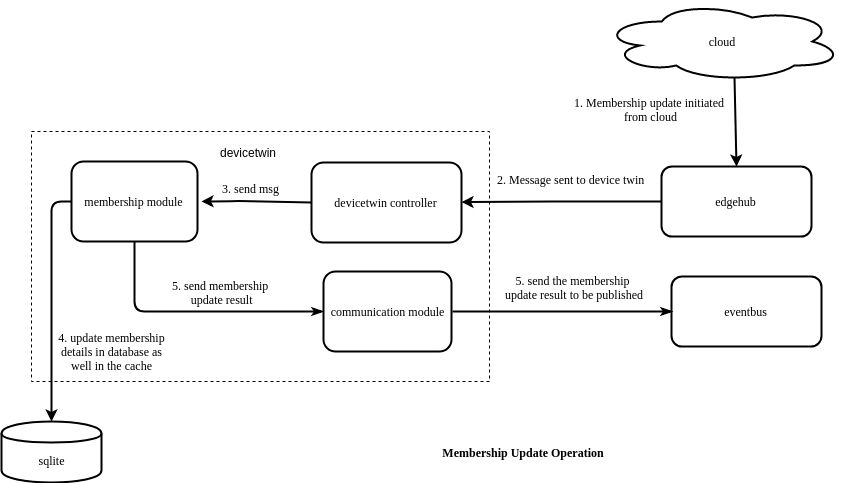 cloud
1. Membership update initiated
from cloud
devicetwin
2. Message sent to device twin
3. send msg
membership module
devicetwin controller
edgehub
5. send membership
update result
5. send the membership
update result to be published
communication module
eventbus
4. update membership
details in database as
well in the cache
sqlite
Membership Update Operation